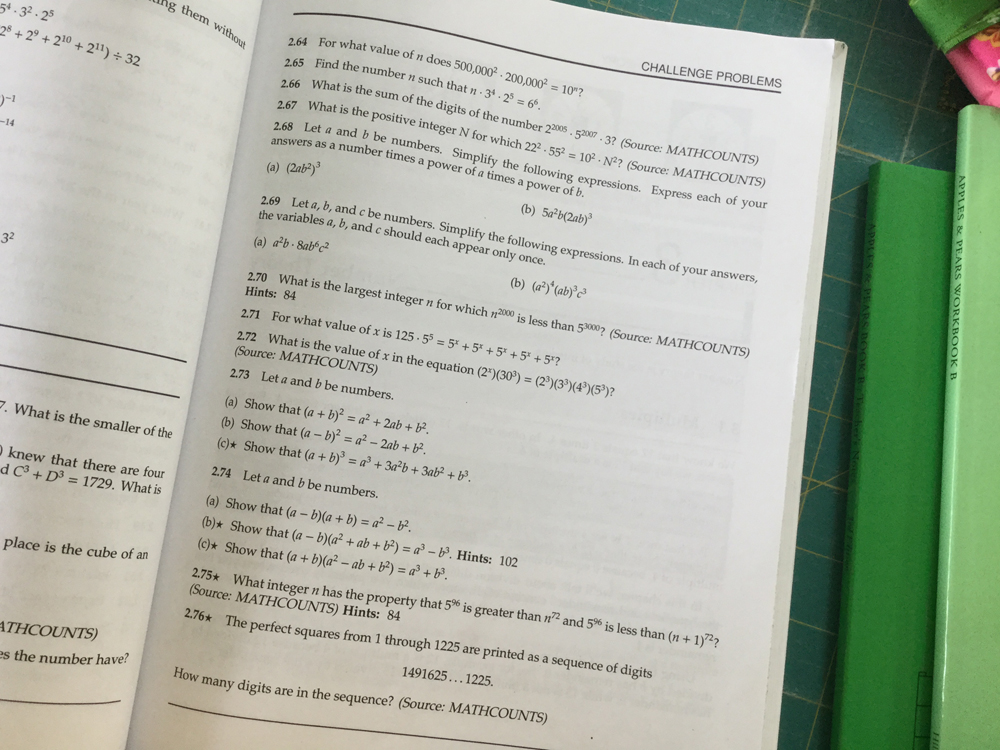 5⁴ · 3² · 2⁵
ing them without
2⁸ + 2⁹ + 2¹⁰ + 2¹¹) ÷ 32
)⁻¹
⁻¹⁴
3²
7. What is the smaller of the
) knew that there are four
d C³ + D³ = 1729. What is
place is the cube of an
ATHCOUNTS)
es the number have?
CHALLENGE PROBLEMS
2.64 For what value of n does 500,000² · 200,000² = 10ⁿ?
2.65 Find the number n such that n · 3⁴ · 2⁵ = 6⁶.
2.66 What is the sum of the digits of the number 2²⁰⁰⁵ · 5²⁰⁰⁷ · 3? (Source: MATHCOUNTS)
2.67 What is the positive integer N for which 22² · 55² = 10² · N²? (Source: MATHCOUNTS)
2.68 Let a and b be numbers. Simplify the following expressions. Express each of your
answers as a number times a power of a times a power of b.
(a) (2ab²)³
(b) 5a²b(2ab)³
2.69 Let a, b, and c be numbers. Simplify the following expressions. In each of your answers,
the variables a, b, and c should each appear only once.
(a) a²b · 8ab⁶c²
(b) (a²)⁴(ab)³c³
2.70 What is the largest integer n for which n²⁰⁰⁰ is less than 5³⁰⁰⁰? (Source: MATHCOUNTS)
Hints: 84
2.71 For what value of x is 125 · 5⁵ = 5ˣ + 5ˣ + 5ˣ + 5ˣ + 5ˣ?
2.72 What is the value of x in the equation (2ˣ)(30³) = (2³)(3³)(4³)(5³)?
(Source: MATHCOUNTS)
2.73 Let a and b be numbers.
(a) Show that (a + b)² = a² + 2ab + b².
(b) Show that (a − b)² = a² − 2ab + b².
(c)★ Show that (a + b)³ = a³ + 3a²b + 3ab² + b³.
2.74 Let a and b be numbers.
(a) Show that (a − b)(a + b) = a² − b².
(b)★ Show that (a − b)(a² + ab + b²) = a³ − b³. Hints: 102
(c)★ Show that (a + b)(a² − ab + b²) = a³ + b³.
2.75★ What integer n has the property that 5⁹⁶ is greater than n⁷² and 5⁹⁶ is less than (n + 1)⁷²?
(Source: MATHCOUNTS) Hints: 84
2.76★ The perfect squares from 1 through 1225 are printed as a sequence of digits
1491625 . . . 1225.
How many digits are in the sequence? (Source: MATHCOUNTS)
APPLES & PEARS WORKBOOK B